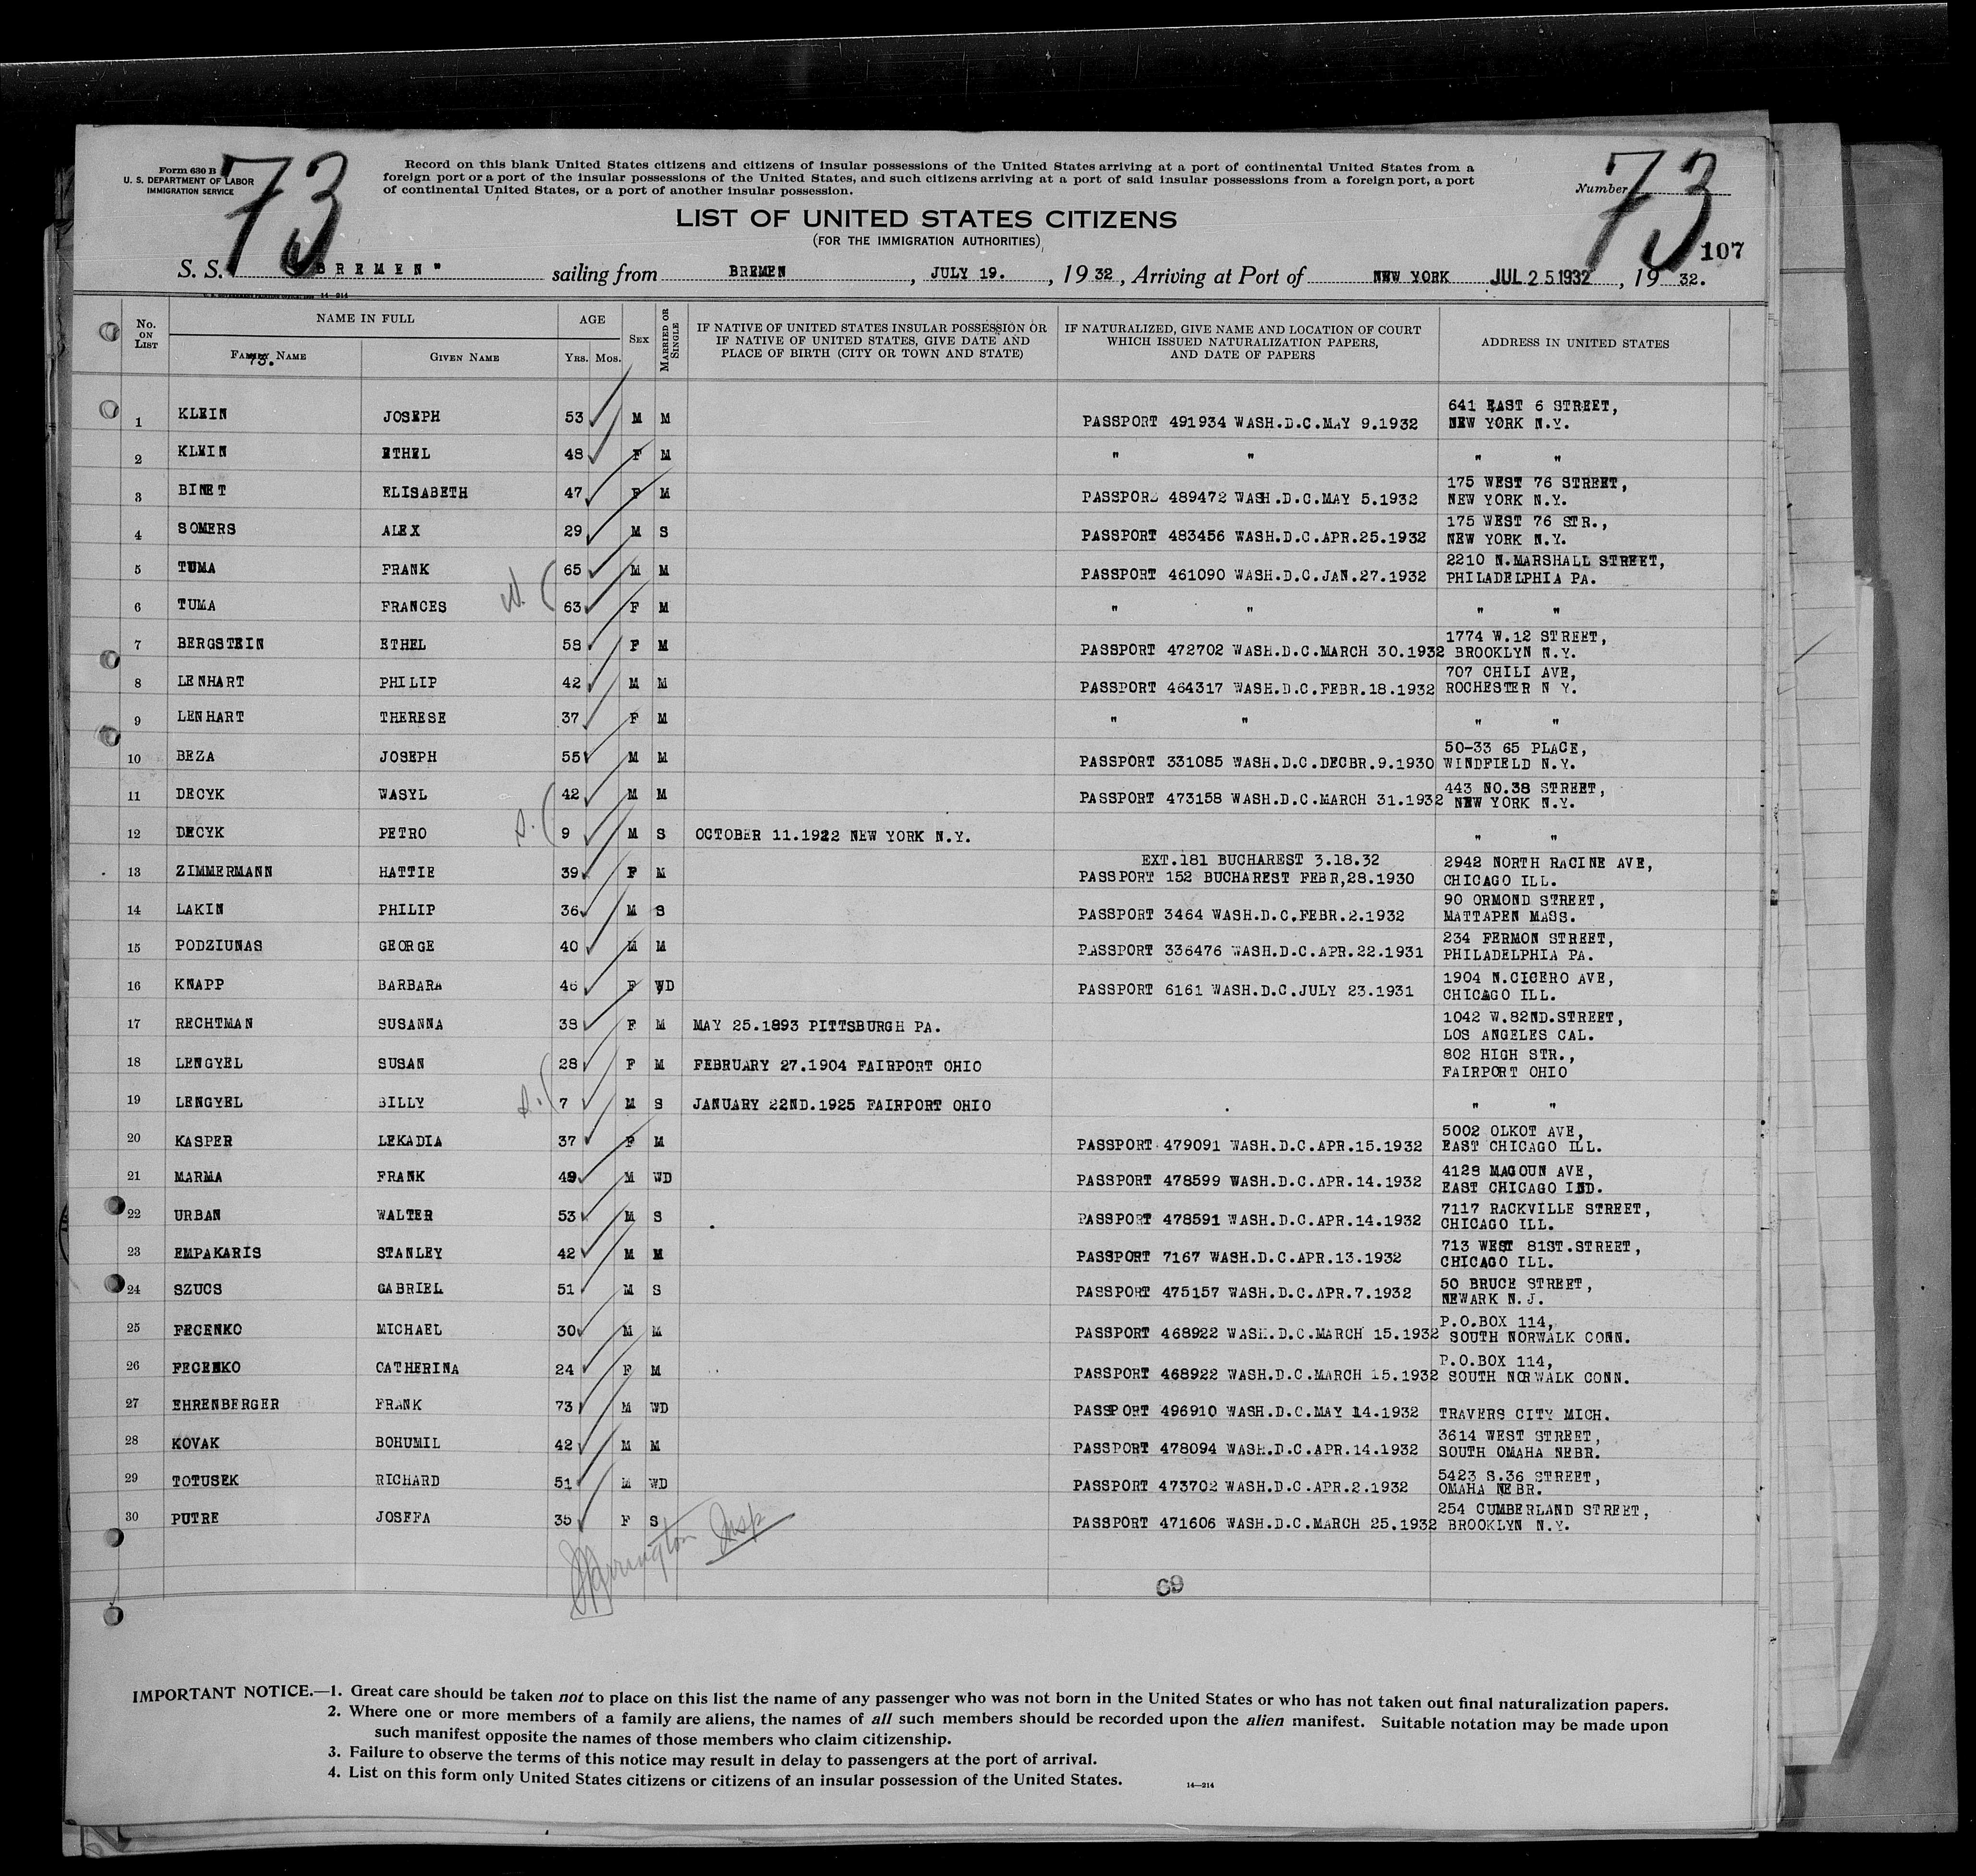 Form 630 B
U. S. DEPARTMENT OF LABOR
IMMIGRATION SERVICE
73
Record on this blank United States citizens and citizens of insular possessions of the United States arriving at a port of continental United States from a
foreign port or a port of the insular possessions of the United States, and such citizens arriving at a port of said insular possessions from a foreign port, a port
of continental United States, or a port of another insular possession.
Number 73
107
LIST OF UNITED STATES CITIZENS
(FOR THE IMMIGRATION AUTHORITIES)
S. S. "BREMEN" sailing from BREMEN, JULY 19., 1932, Arriving at Port of NEW YORK JUL 25 1932, 1932.
14—214
No. ON LIST
NAME IN FULL
FAMILY NAME GIVEN NAME
73.
AGE
YRS. MOS.
SEX
MARRIED OR SINGLE
IF NATIVE OF UNITED STATES INSULAR POSSESSION OR
IF NATIVE OF UNITED STATES, GIVE DATE AND
PLACE OF BIRTH (CITY OR TOWN AND STATE)
IF NATURALIZED, GIVE NAME AND LOCATION OF COURT
WHICH ISSUED NATURALIZATION PAPERS,
AND DATE OF PAPERS
ADDRESS IN UNITED STATES
1 KLEIN JOSEPH 53 M M PASSPORT 491934 WASH.D.C.MAY 9.1932 641 EAST 6 STREET,
NEW YORK N.Y.
2 KLEIN ETHEL 48 F M " " " "
3 BINET ELISABETH 47 F M PASSPORT 489472 WASH.D.C.MAY 5.1932 175 WEST 76 STREET,
NEW YORK N.Y.
4 SOMERS ALEX 29 M S PASSPORT 483456 WASH.D.C.APR.25.1932 175 WEST 76 STR.,
NEW YORK N.Y.
5 TUMA FRANK 65 M M PASSPORT 461090 WASH.D.C.JAN.27.1932 2210 N.MARSHALL STREET,
PHILADELPHIA PA.
6 TUMA FRANCES 63 F M " " " "
7 BERGSTEIN ETHEL 58 F M PASSPORT 472702 WASH.D.C.MARCH 30.1932 1774 W.12 STREET,
BROOKLYN N.Y.
8 LENHART PHILIP 42 M M PASSPORT 464317 WASH.D.C.FEBR.18.1932 707 CHILI AVE,
ROCHESTER N Y.
9 LENHART THERESE 37 F M " " " "
10 BEZA JOSEPH 55 M M PASSPORT 331085 WASH.D.C.DECBR.9.1930 50-33 65 PLACE,
WINDFIELD N.Y.
11 DECYK WASYL 42 M M PASSPORT 473158 WASH.D.C.MARCH 31.1932 443 NO.38 STREET,
NEW YORK N.Y.
12 DECYK PETRO 9 M S OCTOBER 11.1922 NEW YORK N.Y. " "
13 ZIMMERMANN HATTIE 39 F M EXT.181 BUCHAREST 3.18.32
PASSPORT 152 BUCHAREST FEBR,28.1930 2942 NORTH RACINE AVE,
CHICAGO ILL.
14 LAKIN PHILIP 36 M S PASSPORT 3464 WASH.D.C.FEBR.2.1932 90 ORMOND STREET,
MATTAPEN MASS.
15 PODZIUNAS GEORGE 40 M M PASSPORT 336476 WASH.D.C.APR.22.1931 234 FERMON STREET,
PHILADELPHIA PA.
16 KNAPP BARBARA 46 F WD PASSPORT 6161 WASH.D.C.JULY 23.1931 1904 N.CICERO AVE,
CHICAGO ILL.
17 RECHTMAN SUSANNA 38 F M MAY 25.1893 PITTSBURGH PA. 1042 W.82ND.STREET,
LOS ANGELES CAL.
18 LENGYEL SUSAN 28 F M FEBRUARY 27.1904 FAIRPORT OHIO 802 HIGH STR.,
FAIRPORT OHIO
19 LENGYEL BILLY 7 M S JANUARY 22ND.1925 FAIRPORT OHIO " "
20 KASPER LEKADIA 37 F M PASSPORT 479091 WASH.D.C.APR.15.1932 5002 OLKOT AVE,
EAST CHICAGO ILL.
21 MARMA FRANK 49 M WD PASSPORT 478599 WASH.D.C.APR.14.1932 4128 MAGOUN AVE,
EAST CHICAGO IND.
22 URBAN WALTER 53 M S PASSPORT 478591 WASH.D.C.APR.14.1932 7117 RACKVILLE STREET,
CHICAGO ILL.
23 EMPAKARIS STANLEY 42 M M PASSPORT 7167 WASH.D.C.APR.13.1932 713 WEST 81ST.STREET,
CHICAGO ILL.
24 SZUCS GABRIEL 51 M S PASSPORT 475157 WASH.D.C.APR.7.1932 50 BRUCE STREET,
NEWARK N.J.
25 FECENKO MICHAEL 30 M M PASSPORT 468922 WASH.D.C.MARCH 15.1932 P.O.BOX 114,
SOUTH NORWALK CONN.
26 FECENKO CATHERINA 24 F M PASSPORT 468922 WASH.D.C.MARCH 15.1932 P.O.BOX 114,
SOUTH NORWALK CONN.
27 EHRENBERGER FRANK 73 M WD PASSPORT 496910 WASH.D.C.MAY 14.1932 TRAVERS CITY MICH.
28 KOVAK BOHUMIL 42 M M PASSPORT 478094 WASH.D.C.APR.14.1932 3614 WEST STREET,
SOUTH OMAHA NEBR.
29 TOTUSEK RICHARD 51 M WD PASSPORT 473702 WASH.D.C.APR.2.1932 5423 S.36 STREET,
OMAHA NEBR.
30 PUTRE JOSEFA 35 F S PASSPORT 471606 WASH.D.C.MARCH 25.1932 254 CUMBERLAND STREET,
BROOKLYN N.Y.
Insp
69
IMPORTANT NOTICE.—1. Great care should be taken not to place on this list the name of any passenger who was not born in the United States or who has not taken out final naturalization papers.
2. Where one or more members of a family are aliens, the names of all such members should be recorded upon the alien manifest. Suitable notation may be made upon
such manifest opposite the names of those members who claim citizenship.
3. Failure to observe the terms of this notice may result in delay to passengers at the port of arrival.
4. List on this form only United States citizens or citizens of an insular possession of the United States.
14—214